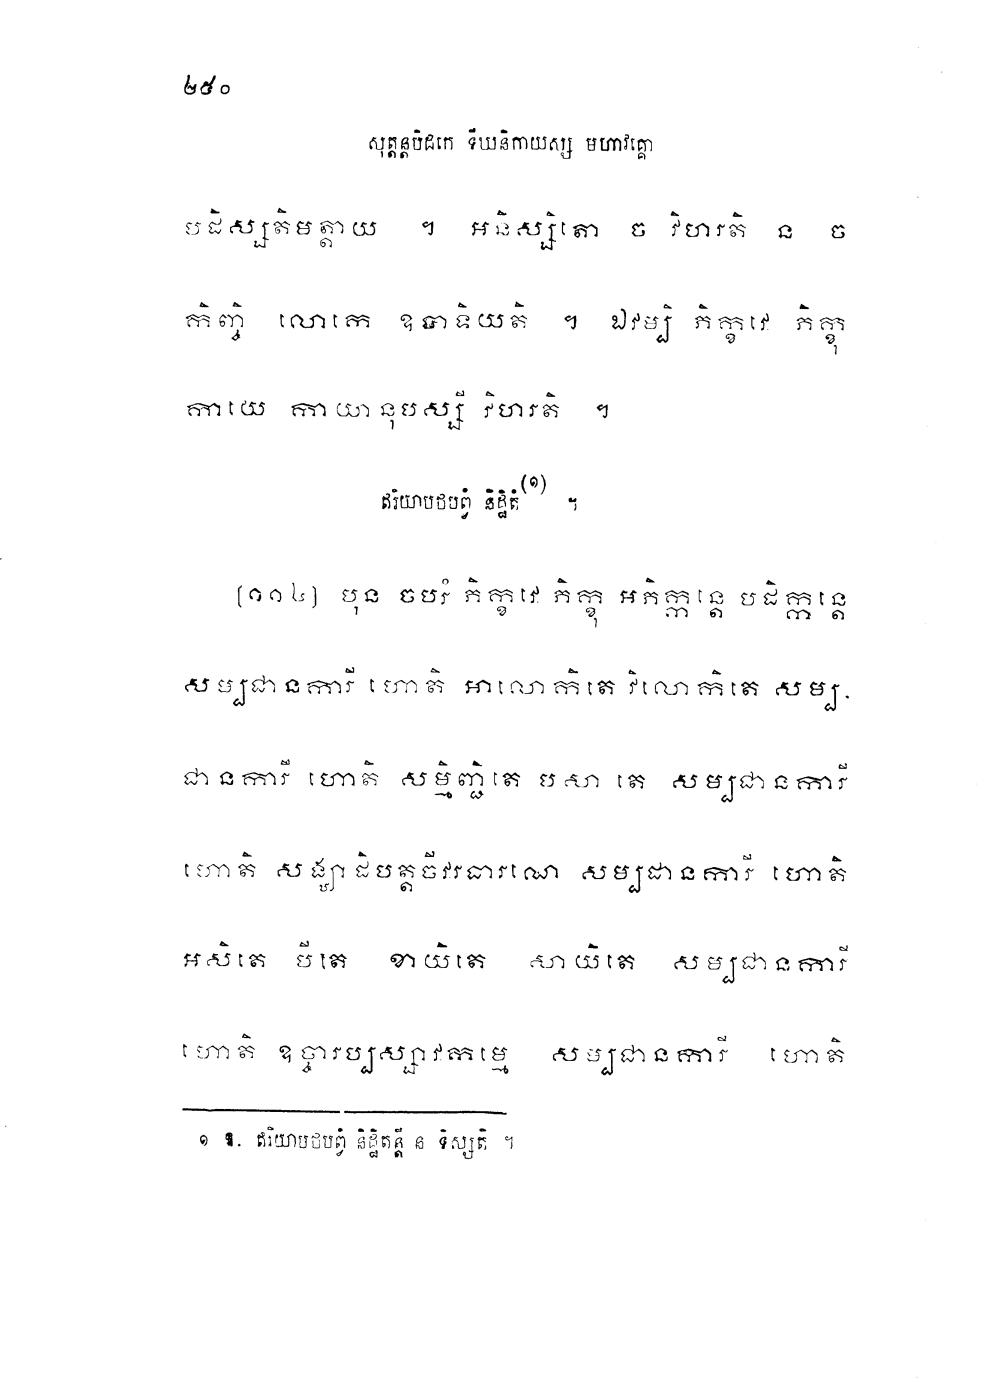 ២៥០
សុត្តន្តបិដកេ ទីឃនិកាយស្ស មហាវគ្គោ
បដិស្សតិមត្តាយ ។ អនិស្សិតោ ច វិហរតិ ន ច
កិញ្ចិ លោកេ ឧបាទិយតិ ។ ឯវម្បិ ភិក្ខវេ ភិក្ខុ
កាយេ កាយានុបស្សី វិហរតិ ។
ឥរិយាបថបព្វំ និដ្ឋិតំ (១) ។
[១១៤] បុន ចបរំ ភិក្ខវេ ភិក្ខុ អភិក្កន្តេ បដិក្កន្តេ
សម្បជានការី ហោតិ អាលោកិតេ វិលោកិតេ សម្ប-
ជានការី ហោតិ សម្មិញ្ជិតេ បសារិតេ សម្បជានការី
ហោតិ សង្ឃាដិបត្តចីវរធារណេ សម្បជានការី ហោតិ
អសិតេ បីតេ ខាយិតេ សាយិតេ សម្បជានការី
ហោតិ ឧច្ចារប្បស្សាវកម្មេ សម្បជានការី ហោតិ
១ ឱ. ឥរិយាបថបព្វំ និដ្ឋិតន្តិ ន ទិស្សតិ ។